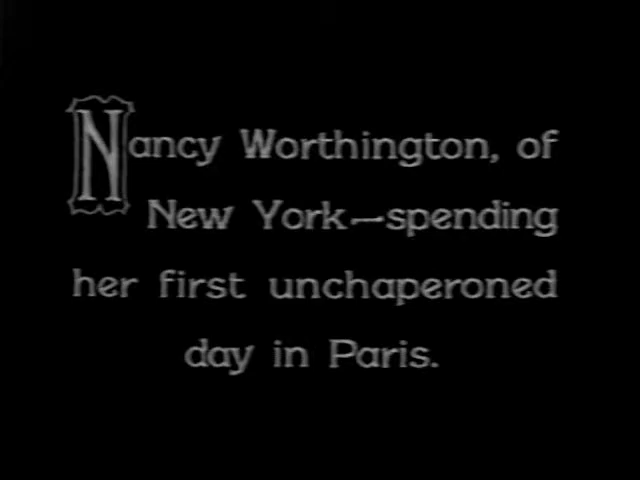 Nancy Worthington, of
New York—spending
her first unchaperoned
day in Paris.